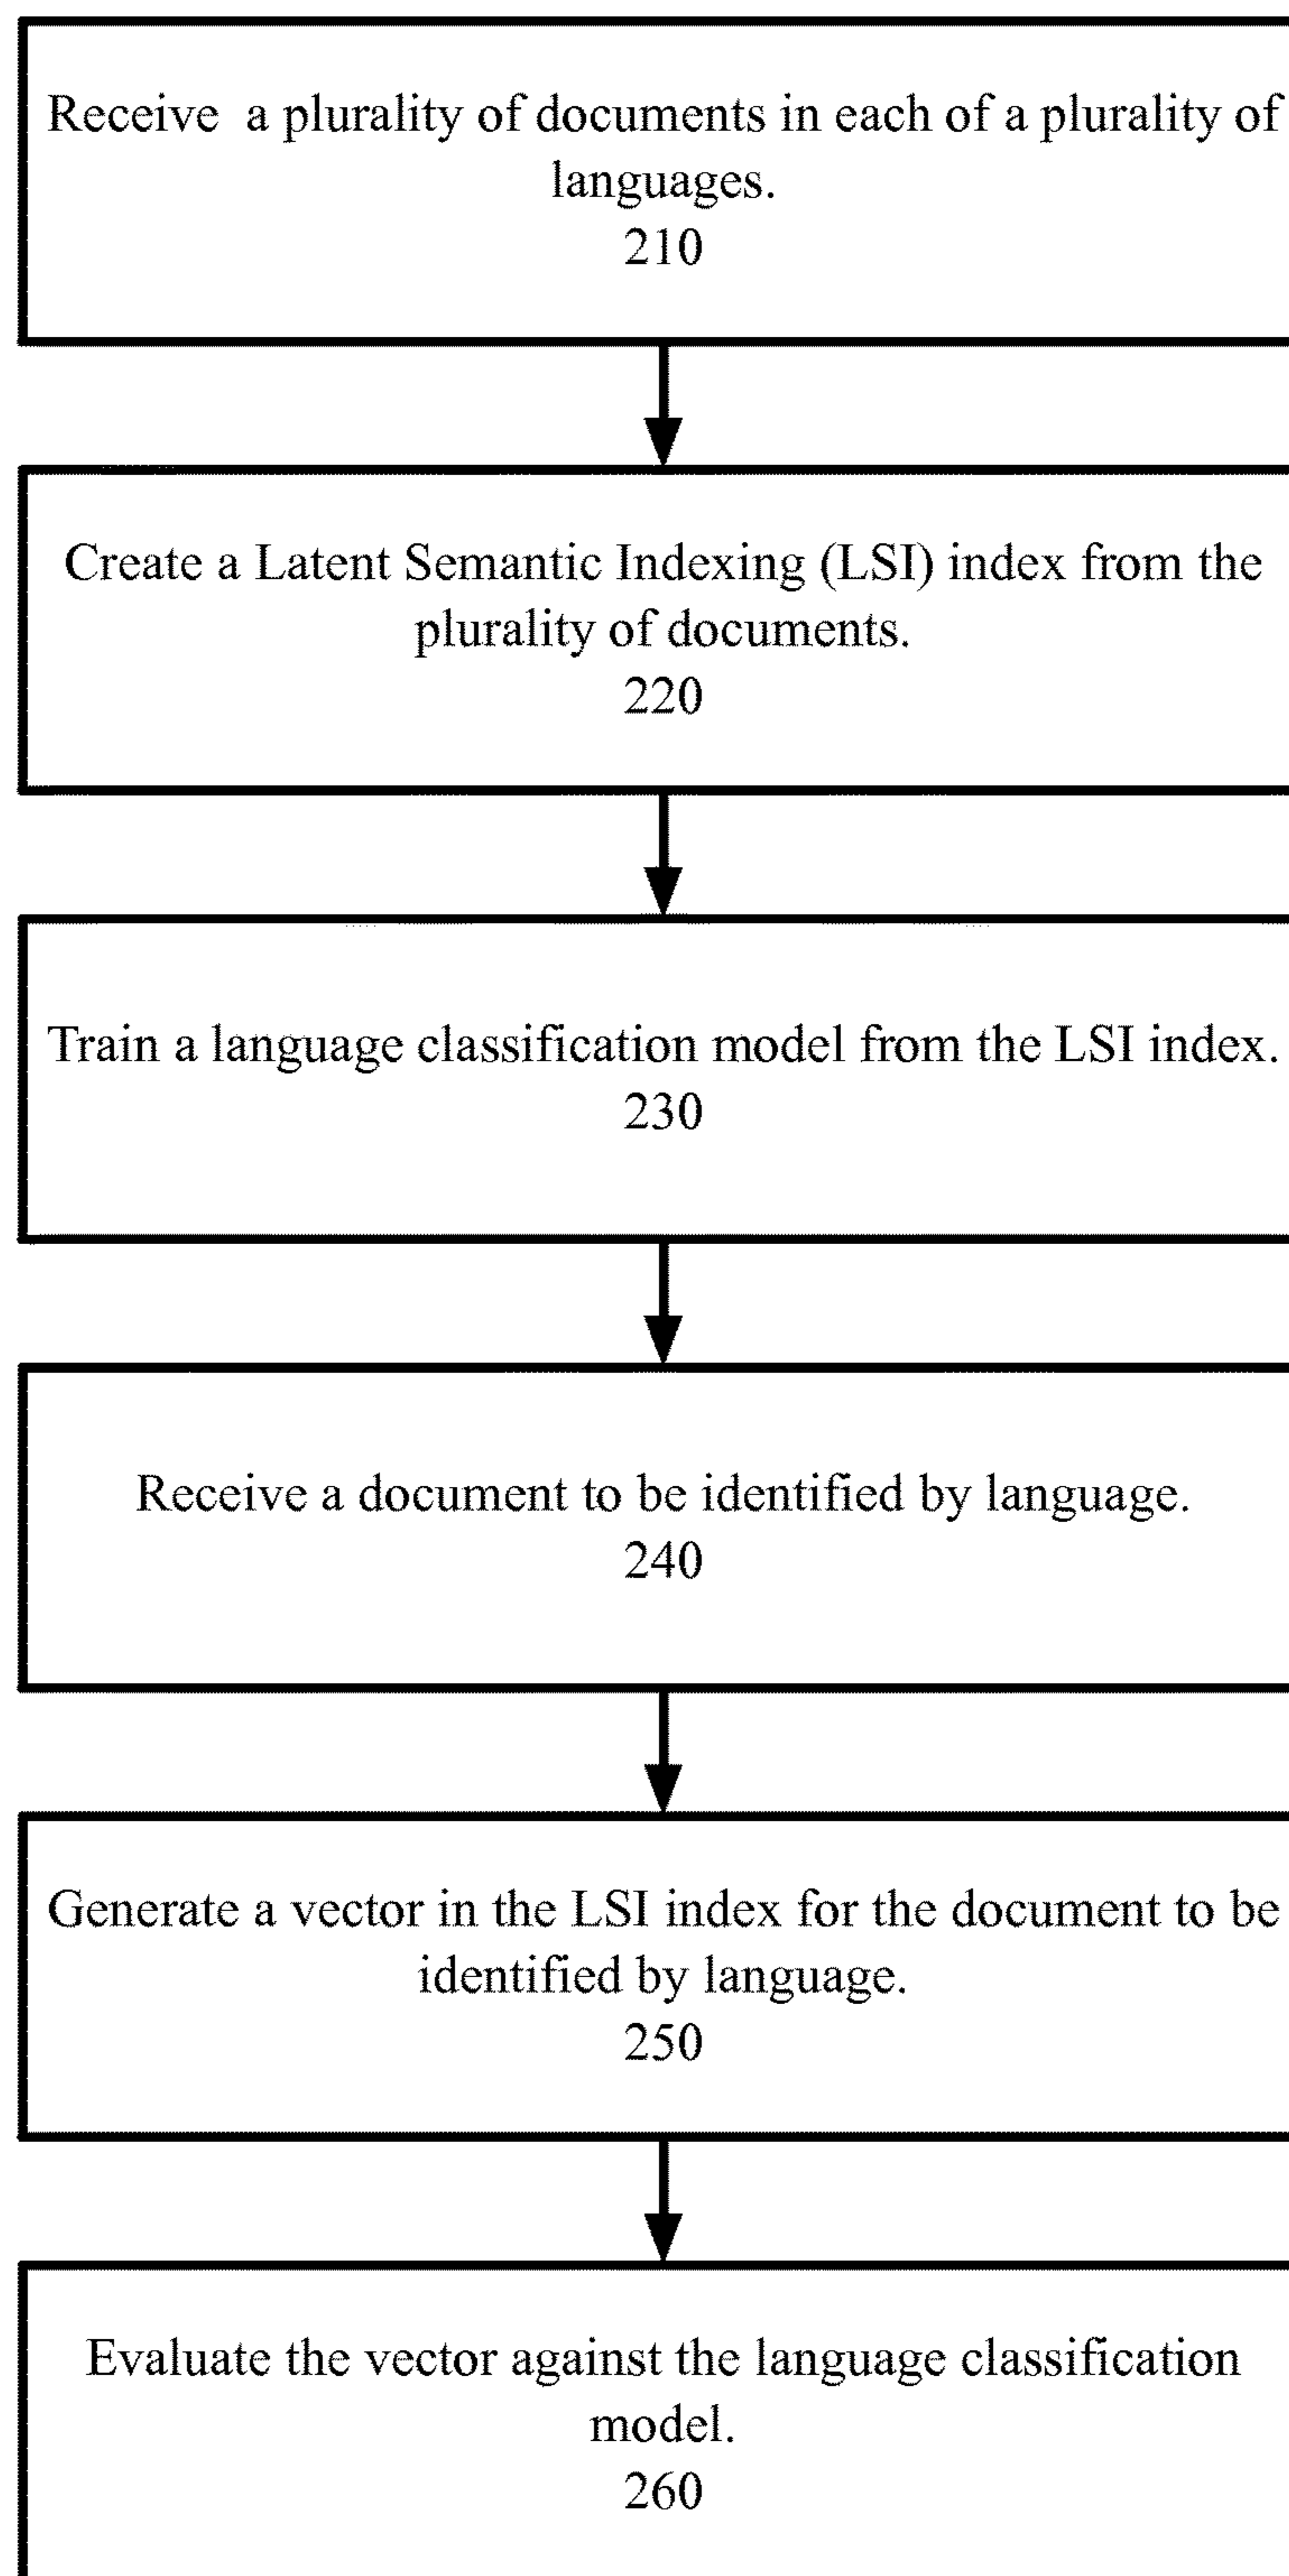 Receive a plurality of documents in each of a plurality of
languages.
210
Create a Latent Semantic Indexing (LSI) index from the
plurality of documents.
220
Train a language classification model from the LSI index.
230
Receive a document to be identified by language.
240
Generate a vector in the LSI index for the document to be
identified by language.
250
Evaluate the vector against the language classification
model.
260